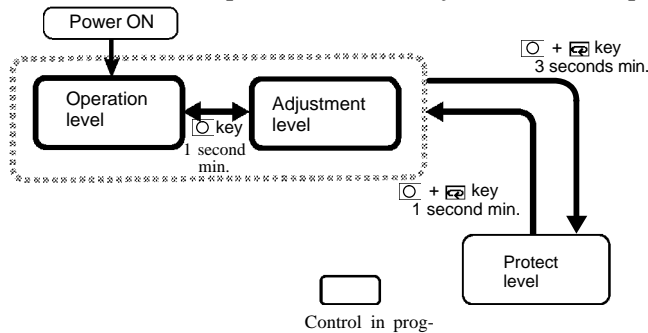 Power ON
+ key
3 seconds min.
Operation
level
Adjustment
level
key
1 second
min.
+ key
1 second min.
Protect
level
Control in prog-